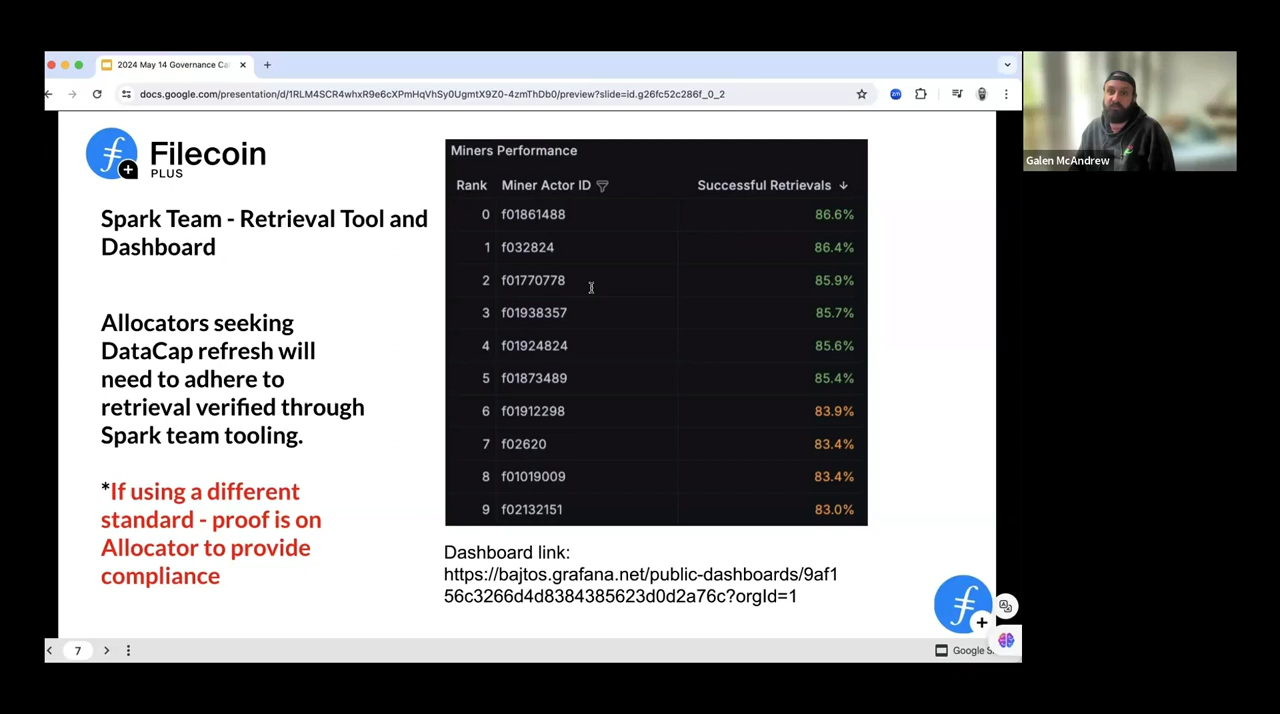 2024 May 14 Governance Ca
docs.google.com/presentation/d/1RLM4SCR4whxR9e6cXPmHqVhSy0UgmtX9Z0-4zmThDb0/preview?slide=id.g26fc52c286f_0_2
zm
Galen McAndrew
Filecoin
PLUS
Spark Team - Retrieval Tool and
Dashboard
Allocators seeking
DataCap refresh will
need to adhere to
retrieval verified through
Spark team tooling.
*If using a different
standard - proof is on
Allocator to provide
compliance
Miners Performance
Rank Miner Actor ID Successful Retrievals ↓
0 f01861488 86.6%
1 f032824 86.4%
2 f01770778 85.9%
3 f01938357 85.7%
4 f01924824 85.6%
5 f01873489 85.4%
6 f01912298 83.9%
7 f02620 83.4%
8 f01019009 83.4%
9 f02132151 83.0%
Dashboard link:
https://bajtos.grafana.net/public-dashboards/9af1
56c3266d4d8384385623d0d2a76c?orgId=1
7
Google S